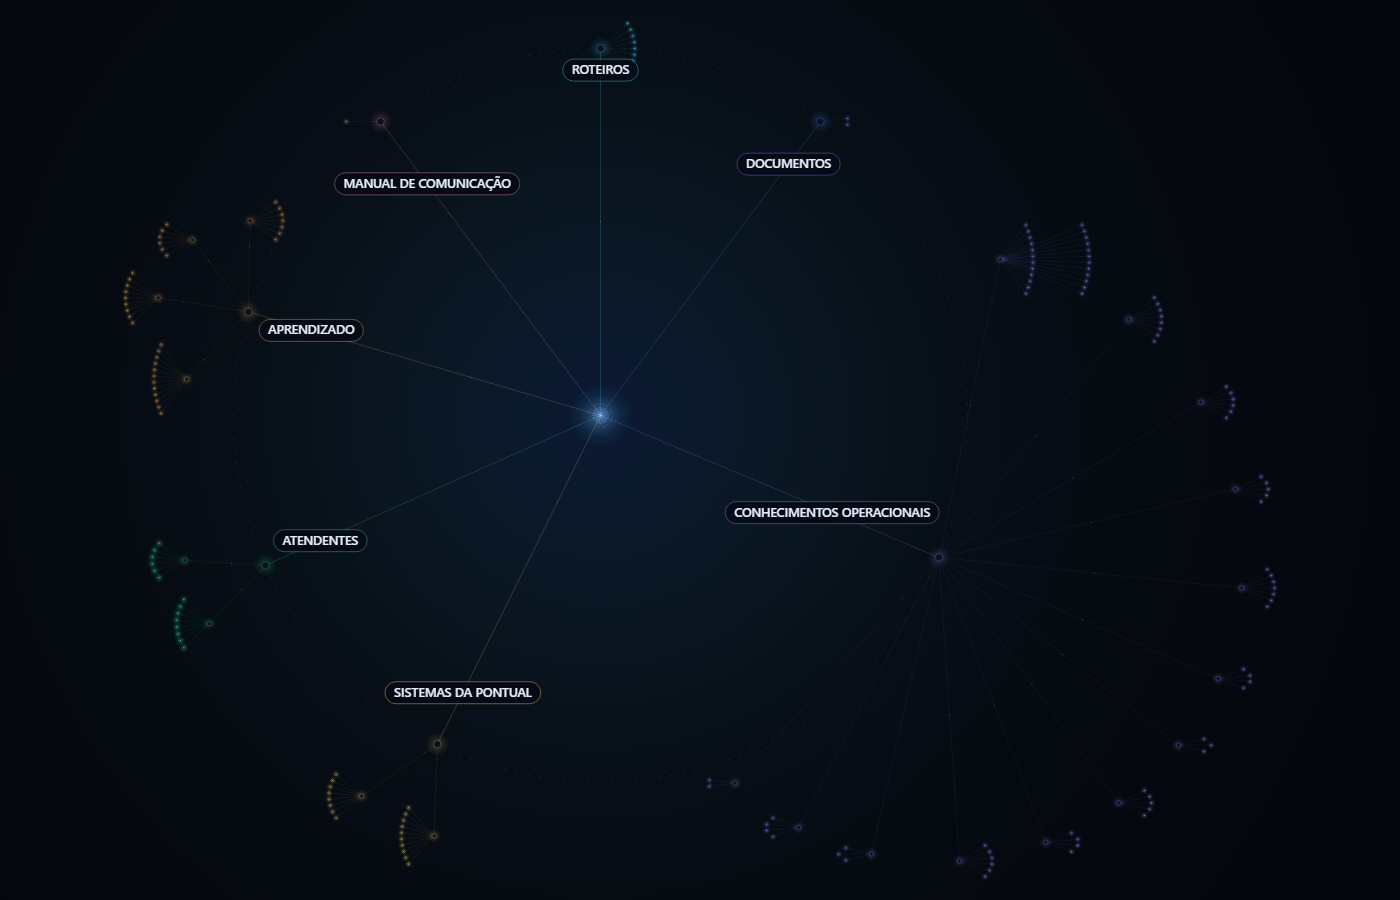 ROTEIROS
DOCUMENTOS
MANUAL DE COMUNICAÇÃO
APRENDIZADO
CONHECIMENTOS OPERACIONAIS
ATENDENTES
SISTEMAS DA PONTUAL